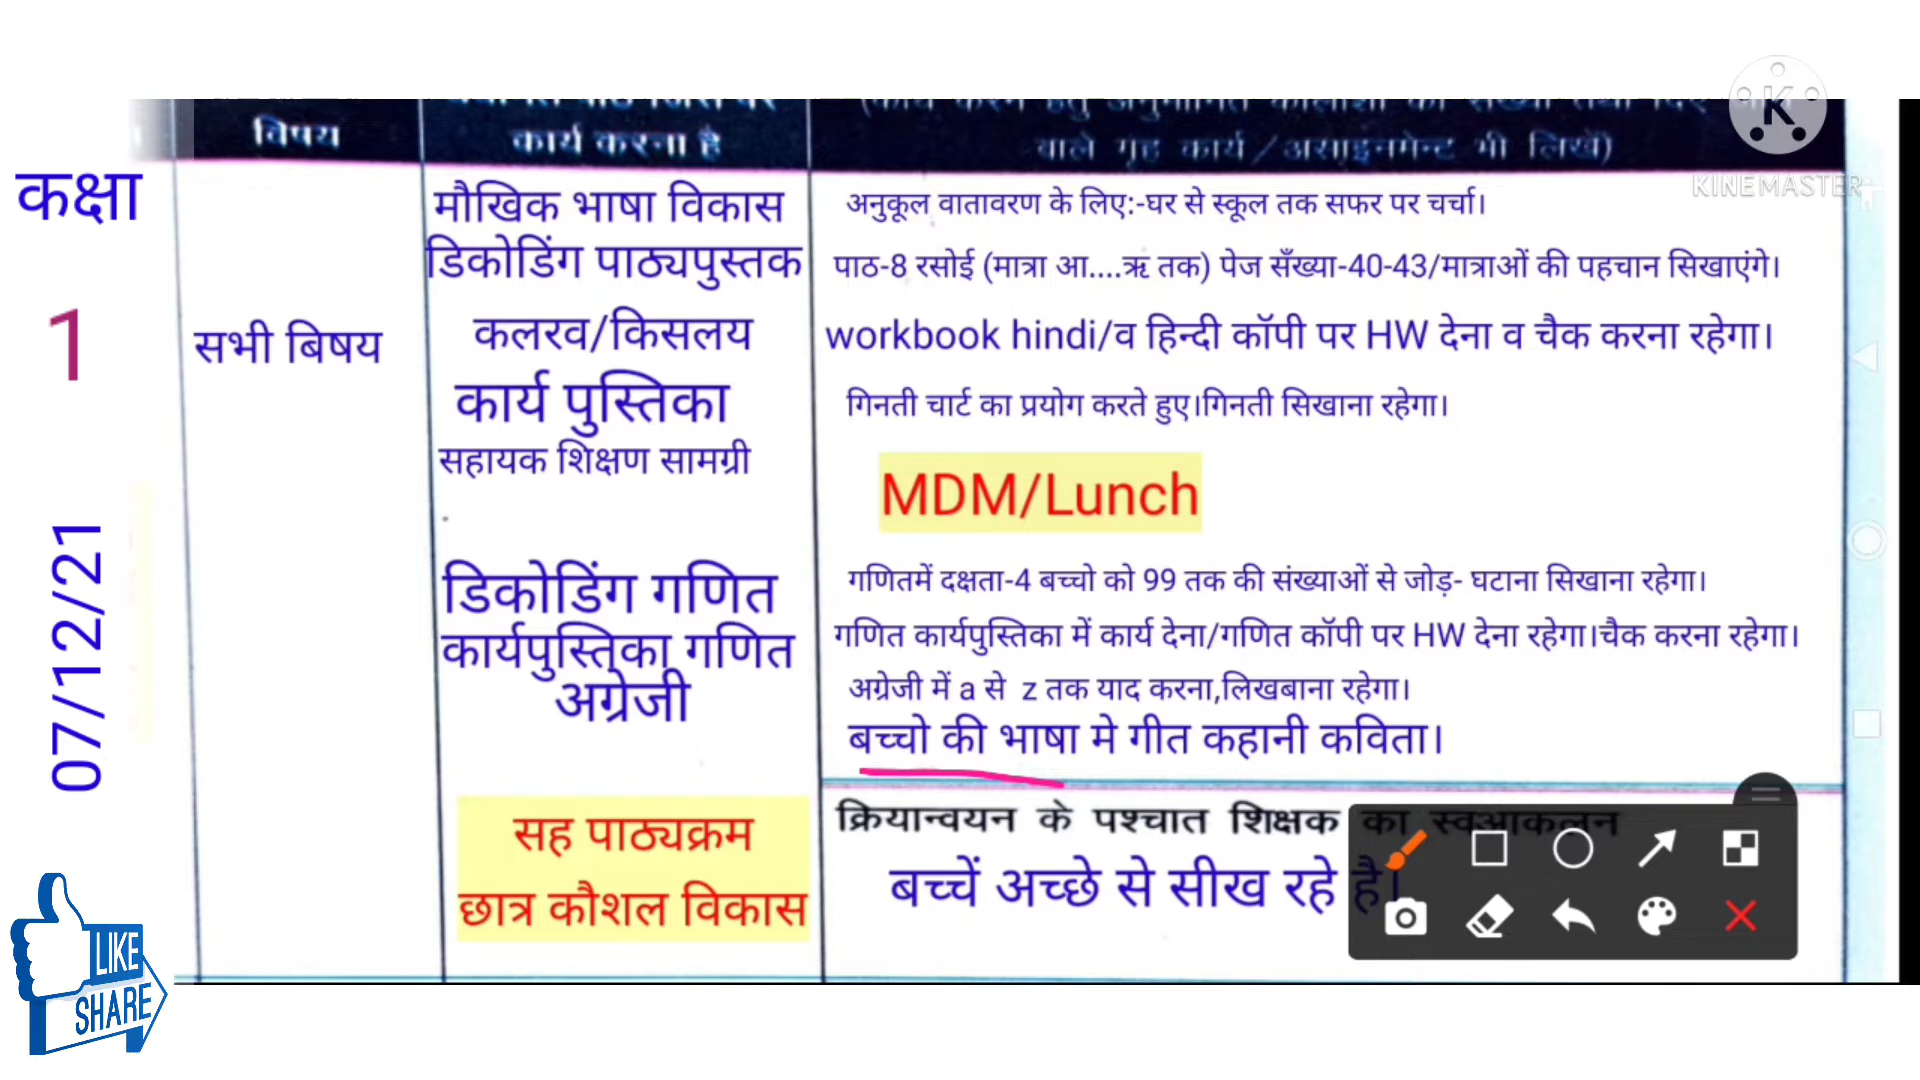 विषय
कार्य करना है
वाले गृह कार्य / असाइनमेन्ट भी लिखें)
KINEMASTER
कक्षा
1
07/12/21
सभी बिषय
मौखिक भाषा विकास
डिकोडिंग पाठ्यपुस्तक
कलरव/किसलय
कार्य पुस्तिका
सहायक शिक्षण सामग्री
डिकोडिंग गणित
कार्यपुस्तिका गणित
अग्रेजी
सह पाठ्यक्रम
छात्र कौशल विकास
अनुकूल वातावरण के लिए:-घर से स्कूल तक सफर पर चर्चा।
पाठ-8 रसोई (मात्रा आ....ऋ तक) पेज सँख्या-40-43/मात्राओं की पहचान सिखाएंगे।
workbook hindi/व हिन्दी कॉपी पर HW देना व चैक करना रहेगा।
गिनती चार्ट का प्रयोग करते हुए।गिनती सिखाना रहेगा।
MDM/Lunch
गणितमें दक्षता-4 बच्चो को 99 तक की संख्याओं से जोड़- घटाना सिखाना रहेगा।
गणित कार्यपुस्तिका में कार्य देना/गणित कॉपी पर HW देना रहेगा।चैक करना रहेगा।
अग्रेजी में a से z तक याद करना,लिखबाना रहेगा।
बच्चो की भाषा मे गीत कहानी कविता।
क्रियान्वयन के पश्चात शिक्षक का स्वआकलन
बच्चें अच्छे से सीख रहे है।
LIKE
SHARE